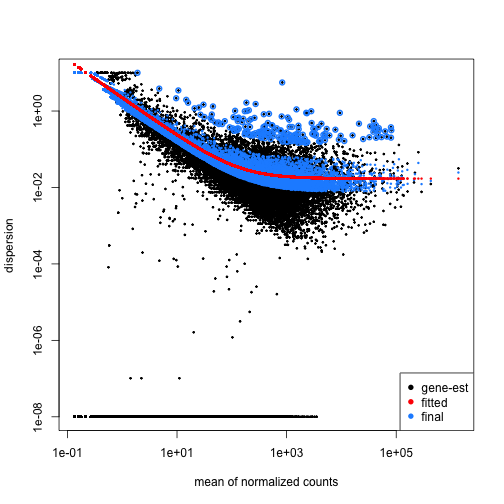 1e+00
1e-02
1e-04
1e-06
1e-08
dispersion
gene-est
fitted
final
1e-01 1e+01 1e+03 1e+05
mean of normalized counts